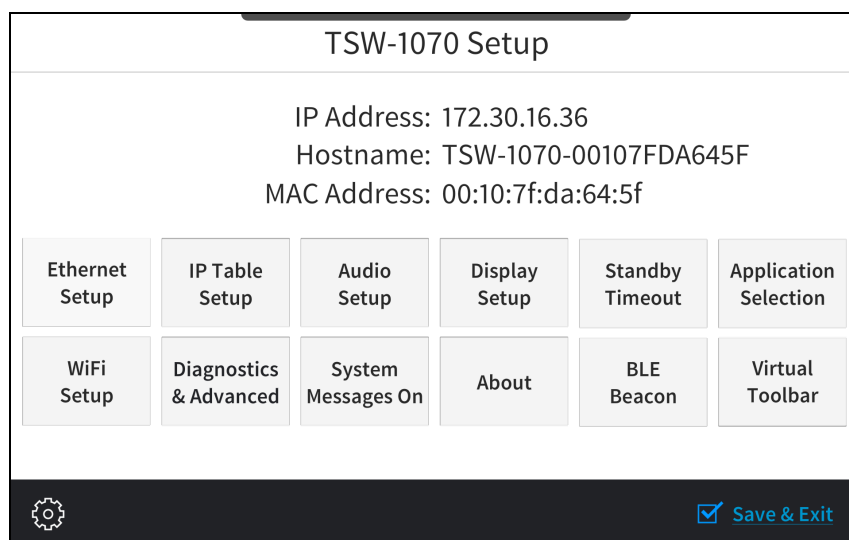 TSW-1070 Setup
IP Address: 172.30.16.36
Hostname: TSW-1070-00107FDA645F
MAC Address: 00:10:7f:da:64:5f
Ethernet
Setup
IP Table
Setup
Audio
Setup
Display
Setup
Standby
Timeout
Application
Selection
WiFi
Setup
Diagnostics
& Advanced
System
Messages On
About
BLE
Beacon
Virtual
Toolbar
Save & Exit